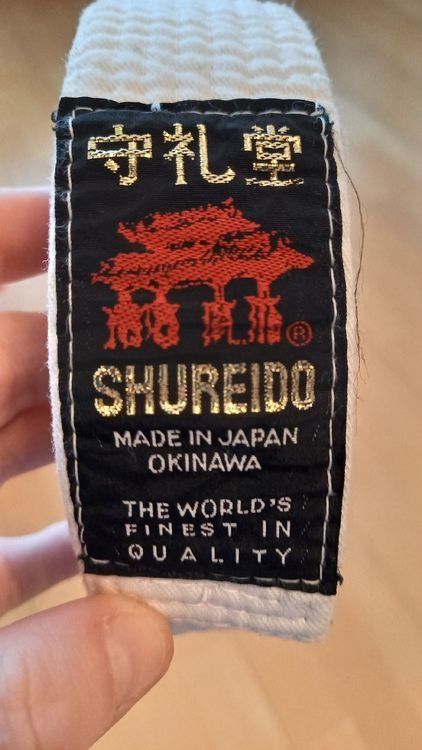 守礼堂
®
SHUREIDO
MADE IN JAPAN
OKINAWA
THE WORLD'S
FINEST IN
QUALITY